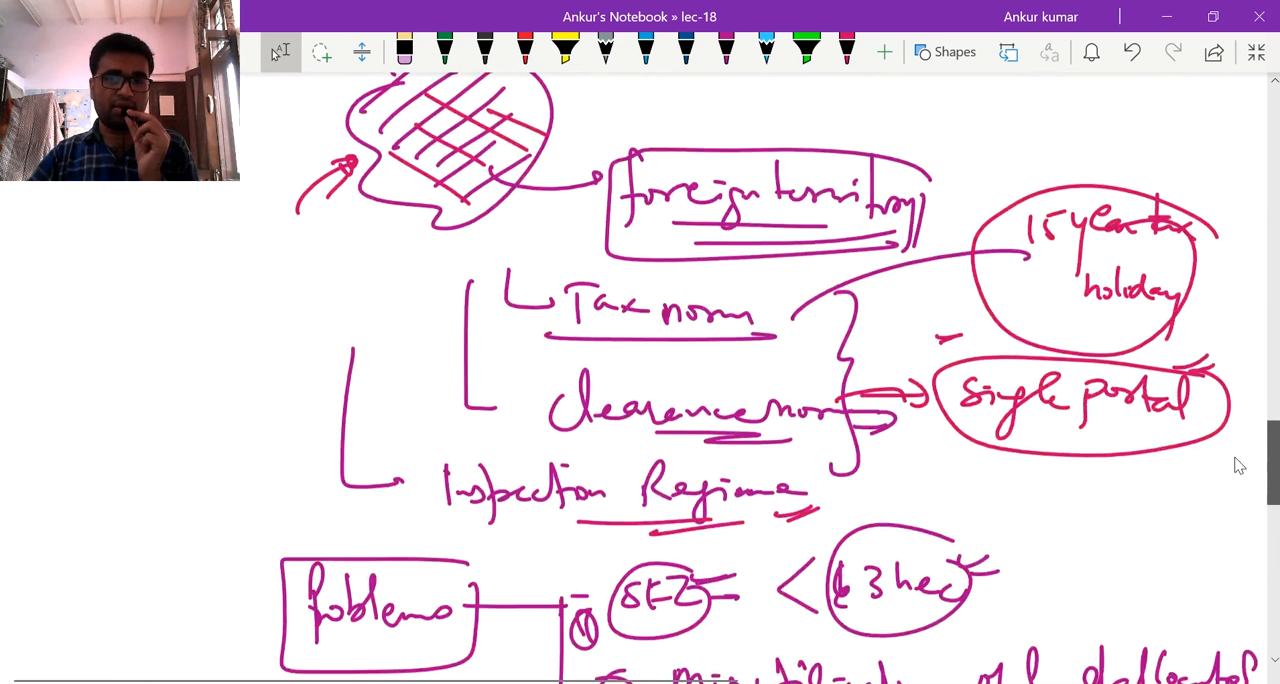 Ankur's Notebook » lec-18
Ankur kumar
Shapes
foreign territory
15 year tax
holiday
Tax norm
Clearence norm
single portal
Inspection Regime
Problems
①
SEZ <
3 hec